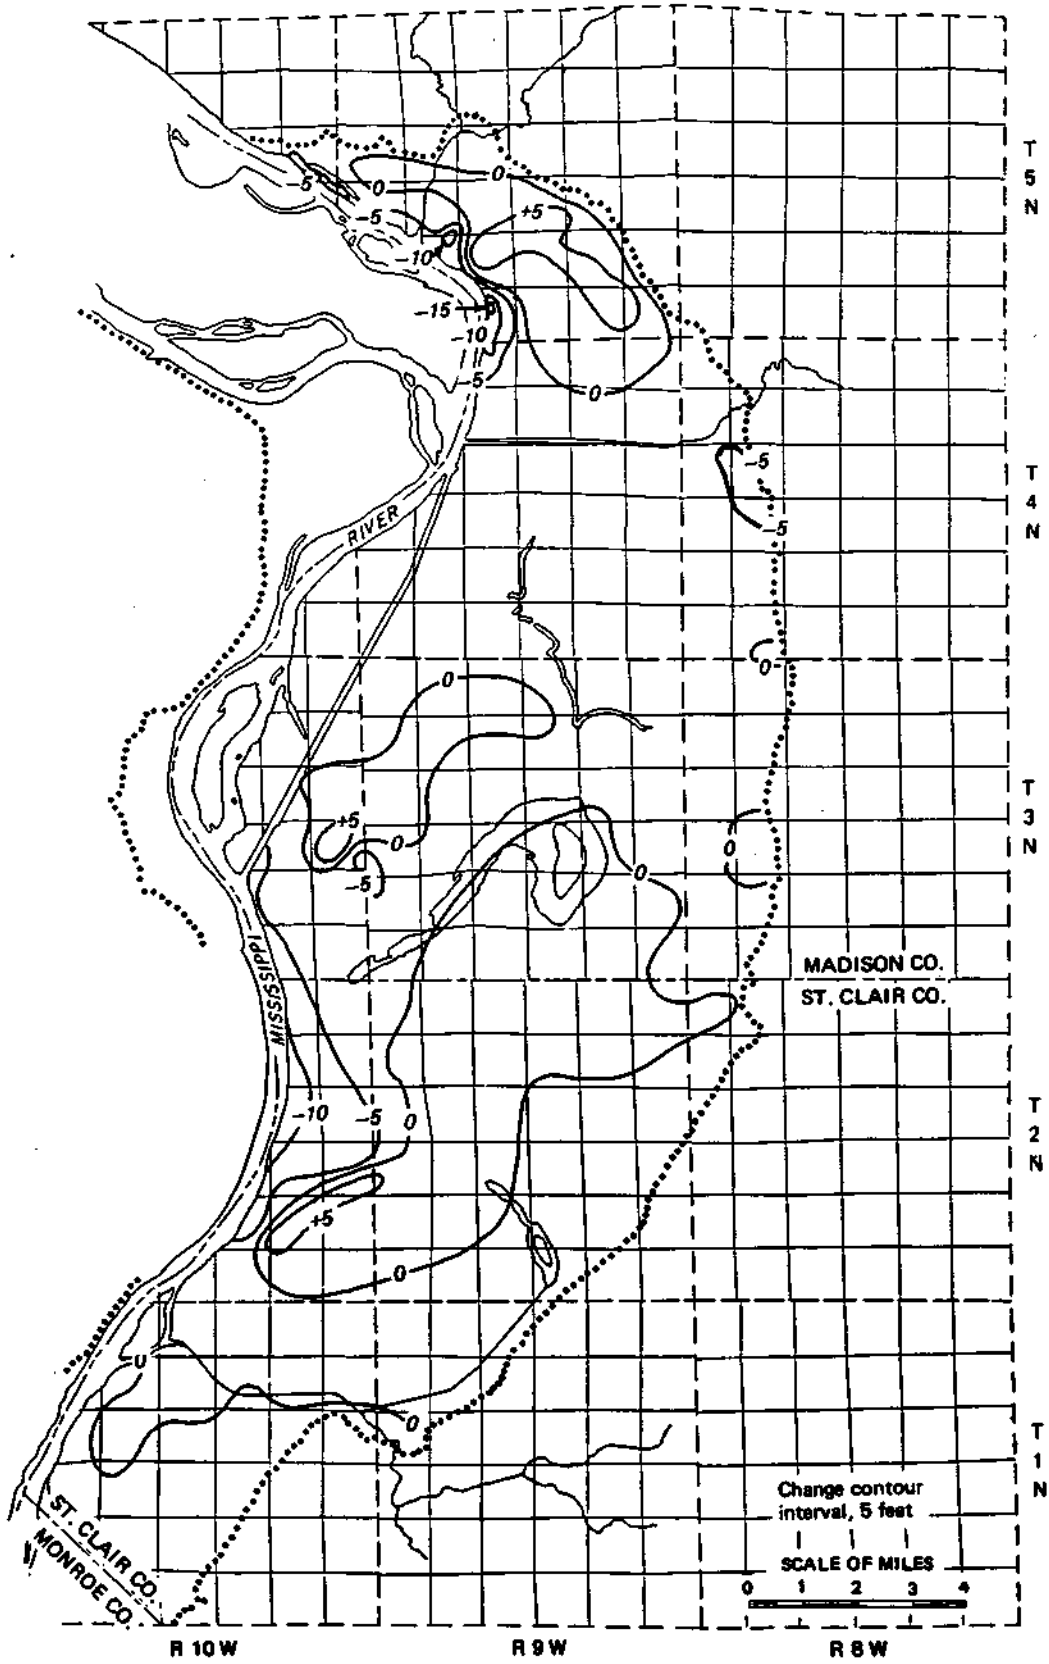 T
5
N
0
0
-5
-5
+5
-10
-15
-10
-5
0
T
4
N
-5
-5
RIVER
0
0
T
3
N
+5
0
0
-5
0
MISSISSIPPI
MADISON CO.
ST. CLAIR CO.
T
2
N
-10
-5
0
+5
0
0
0
T
1
N
Change contour
interval, 5 feet
ST. CLAIR CO.
MONROE CO.
SCALE OF MILES
0 1 2 3 4
R 10 W
R 9 W
R 8 W